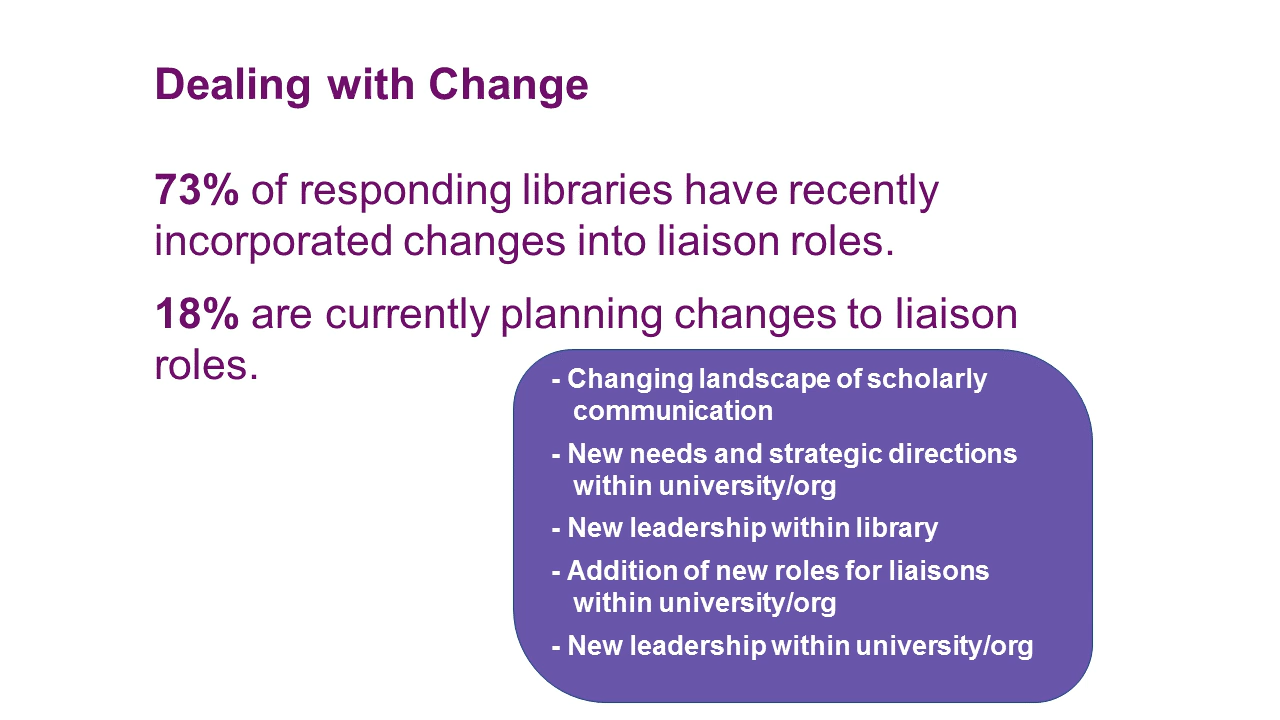 Dealing with Change
73% of responding libraries have recently
incorporated changes into liaison roles.
18% are currently planning changes to liaison
roles.
- Changing landscape of scholarly
communication
- New needs and strategic directions
within university/org
- New leadership within library
- Addition of new roles for liaisons
within university/org
- New leadership within university/org